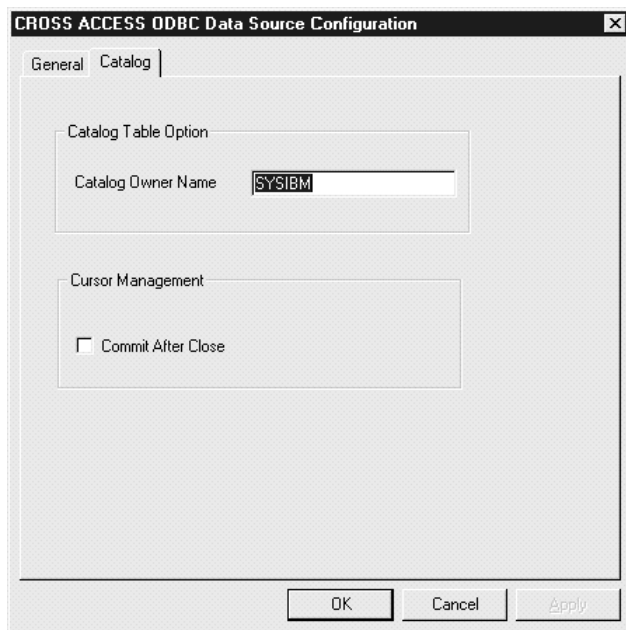 CROSS ACCESS ODBC Data Source Configuration
General Catalog
Catalog Table Option
Catalog Owner Name SYSIBM
Cursor Management
Commit After Close
OK Cancel Apply